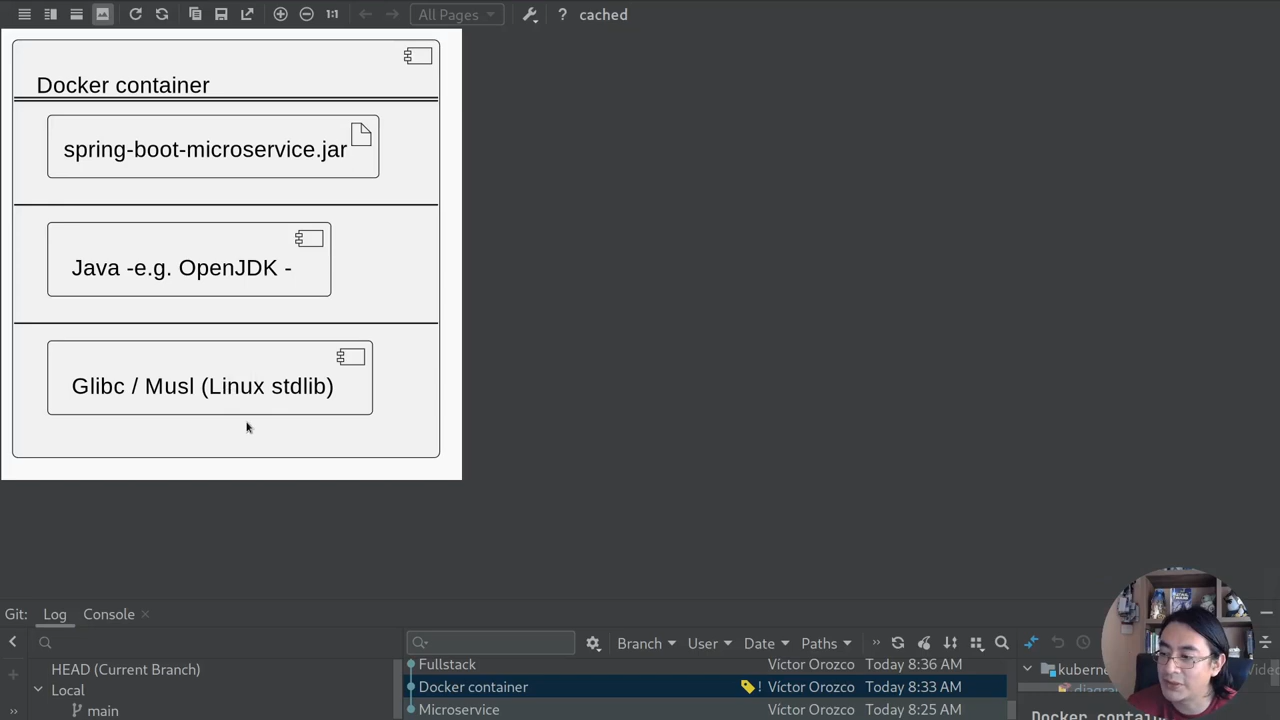 1:1
All Pages
? cached
Docker container
spring-boot-microservice.jar
Java -e.g. OpenJDK -
Glibc / Musl (Linux stdlib)
Git:
Log
Console
Branch
User
Date
Paths
HEAD (Current Branch)
Local
main
Fullstack Víctor Orozco Today 8:36 AM
Docker container ! Víctor Orozco Today 8:33 AM
Microservice Víctor Orozco Today 8:25 AM